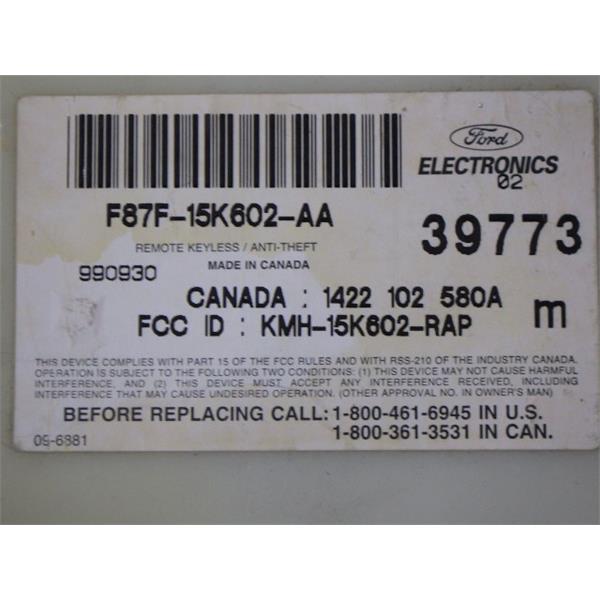 Ford
ELECTRONICS
02
F87F-15K602-AA
39773
REMOTE KEYLESS / ANTI-THEFT
990930
MADE IN CANADA
CANADA : 1422 102 580A
m
FCC ID : KMH-15K602-RAP
THIS DEVICE COMPLIES WITH PART 15 OF THE FCC RULES AND WITH RSS-210 OF THE INDUSTRY CANADA.
OPERATION IS SUBJECT TO THE FOLLOWING TWO CONDITIONS: (1) THIS DEVICE MAY NOT CAUSE HARMFUL
INTERFERENCE, AND (2) THIS DEVICE MUST ACCEPT ANY INTERFERENCE RECEIVED, INCLUDING
INTERFERENCE THAT MAY CAUSE UNDESIRED OPERATION. (OTHER APPROVAL NO. IN OWNER'S MAN)
BEFORE REPLACING CALL: 1-800-461-6945 IN U.S.
1-800-361-3531 IN CAN.
09-6881